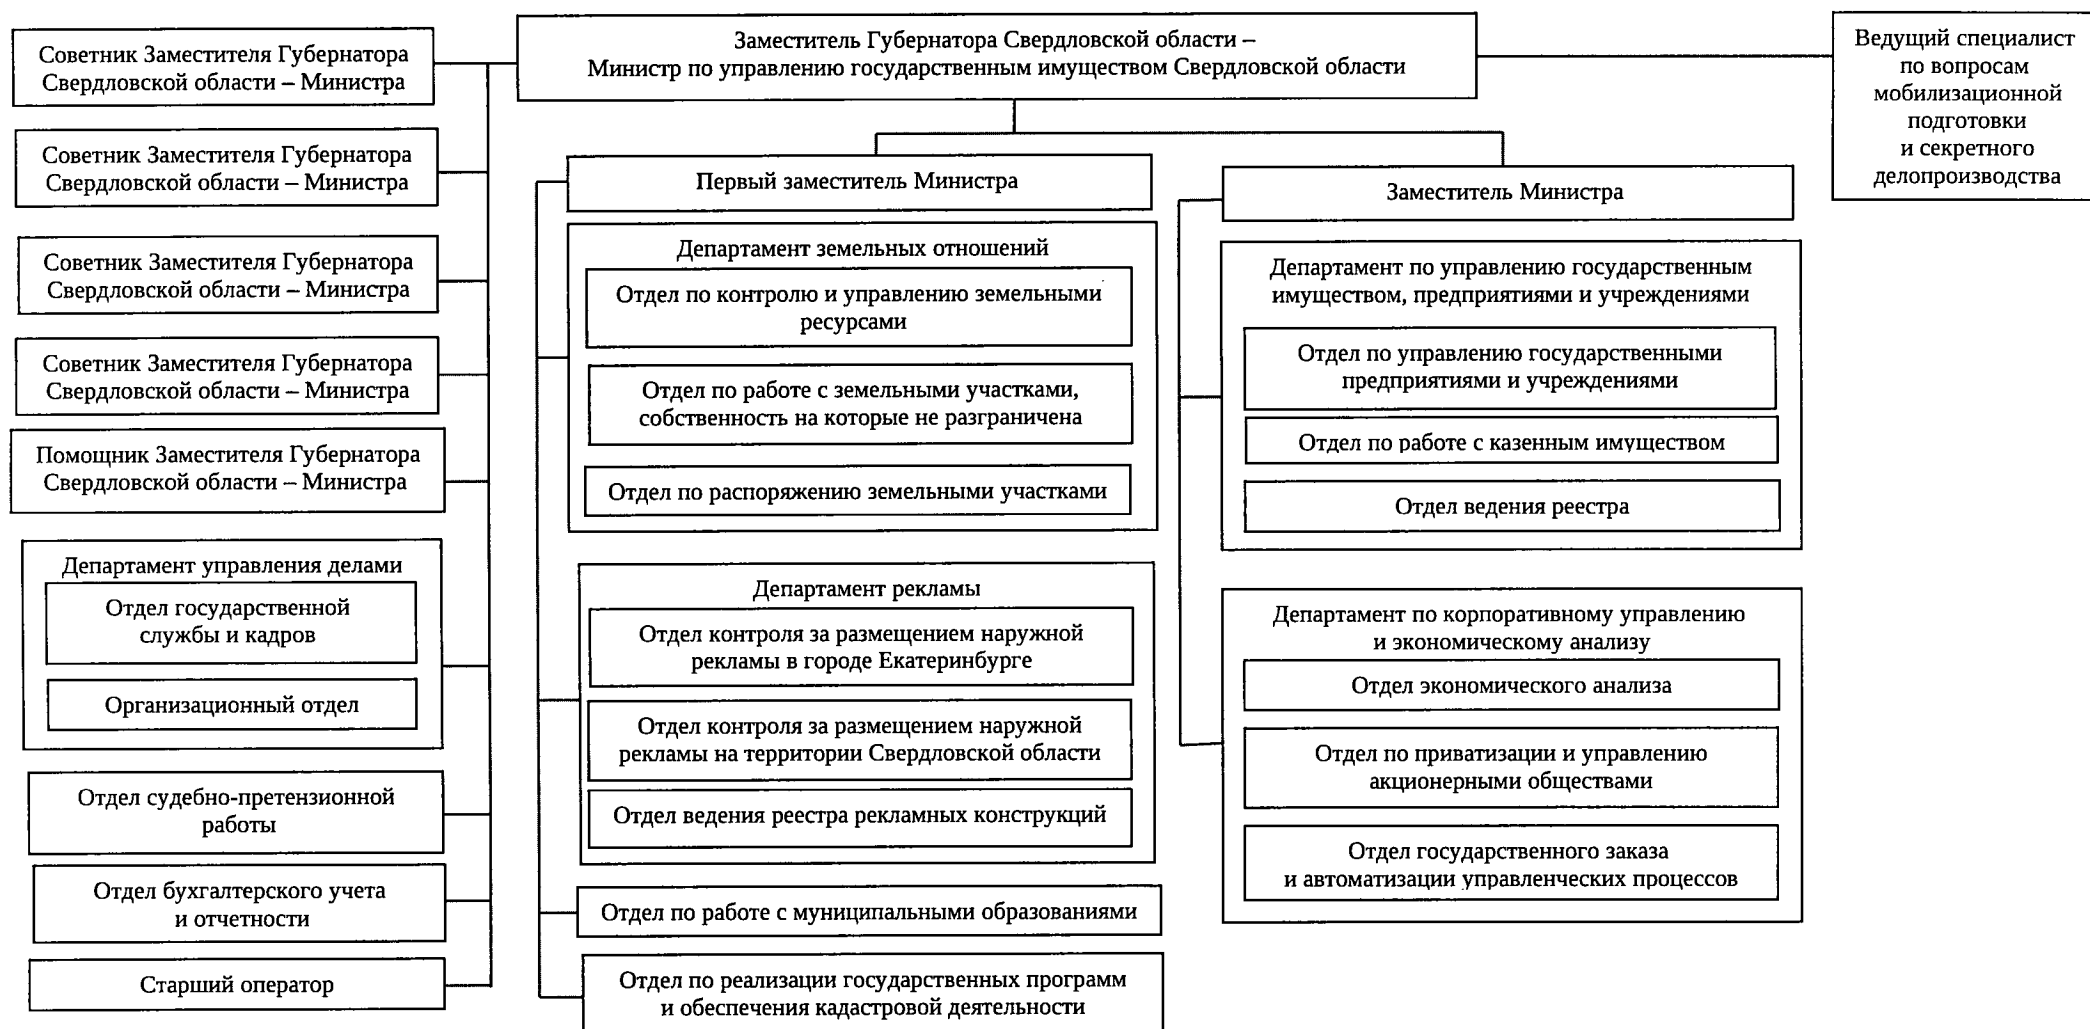 Заместитель Губернатора Свердловской области –
Министр по управлению государственным имуществом Свердловской области
Ведущий специалист
по вопросам
мобилизационной
подготовки
и секретного
делопроизводства
Советник Заместителя Губернатора
Свердловской области – Министра
Советник Заместителя Губернатора
Свердловской области – Министра
Советник Заместителя Губернатора
Свердловской области – Министра
Советник Заместителя Губернатора
Свердловской области – Министра
Помощник Заместителя Губернатора
Свердловской области – Министра
Департамент управления делами
Отдел государственной
службы и кадров
Организационный отдел
Отдел судебно-претензионной
работы
Отдел бухгалтерского учета
и отчетности
Старший оператор
Первый заместитель Министра
Департамент земельных отношений
Отдел по контролю и управлению земельными
ресурсами
Отдел по работе с земельными участками,
собственность на которые не разграничена
Отдел по распоряжению земельными участками
Департамент рекламы
Отдел контроля за размещением наружной
рекламы в городе Екатеринбурге
Отдел контроля за размещением наружной
рекламы на территории Свердловской области
Отдел ведения реестра рекламных конструкций
Отдел по работе с муниципальными образованиями
Отдел по реализации государственных программ
и обеспечения кадастровой деятельности
Заместитель Министра
Департамент по управлению государственным
имуществом, предприятиями и учреждениями
Отдел по управлению государственными
предприятиями и учреждениями
Отдел по работе с казенным имуществом
Отдел ведения реестра
Департамент по корпоративному управлению
и экономическому анализу
Отдел экономического анализа
Отдел по приватизации и управлению
акционерными обществами
Отдел государственного заказа
и автоматизации управленческих процессов